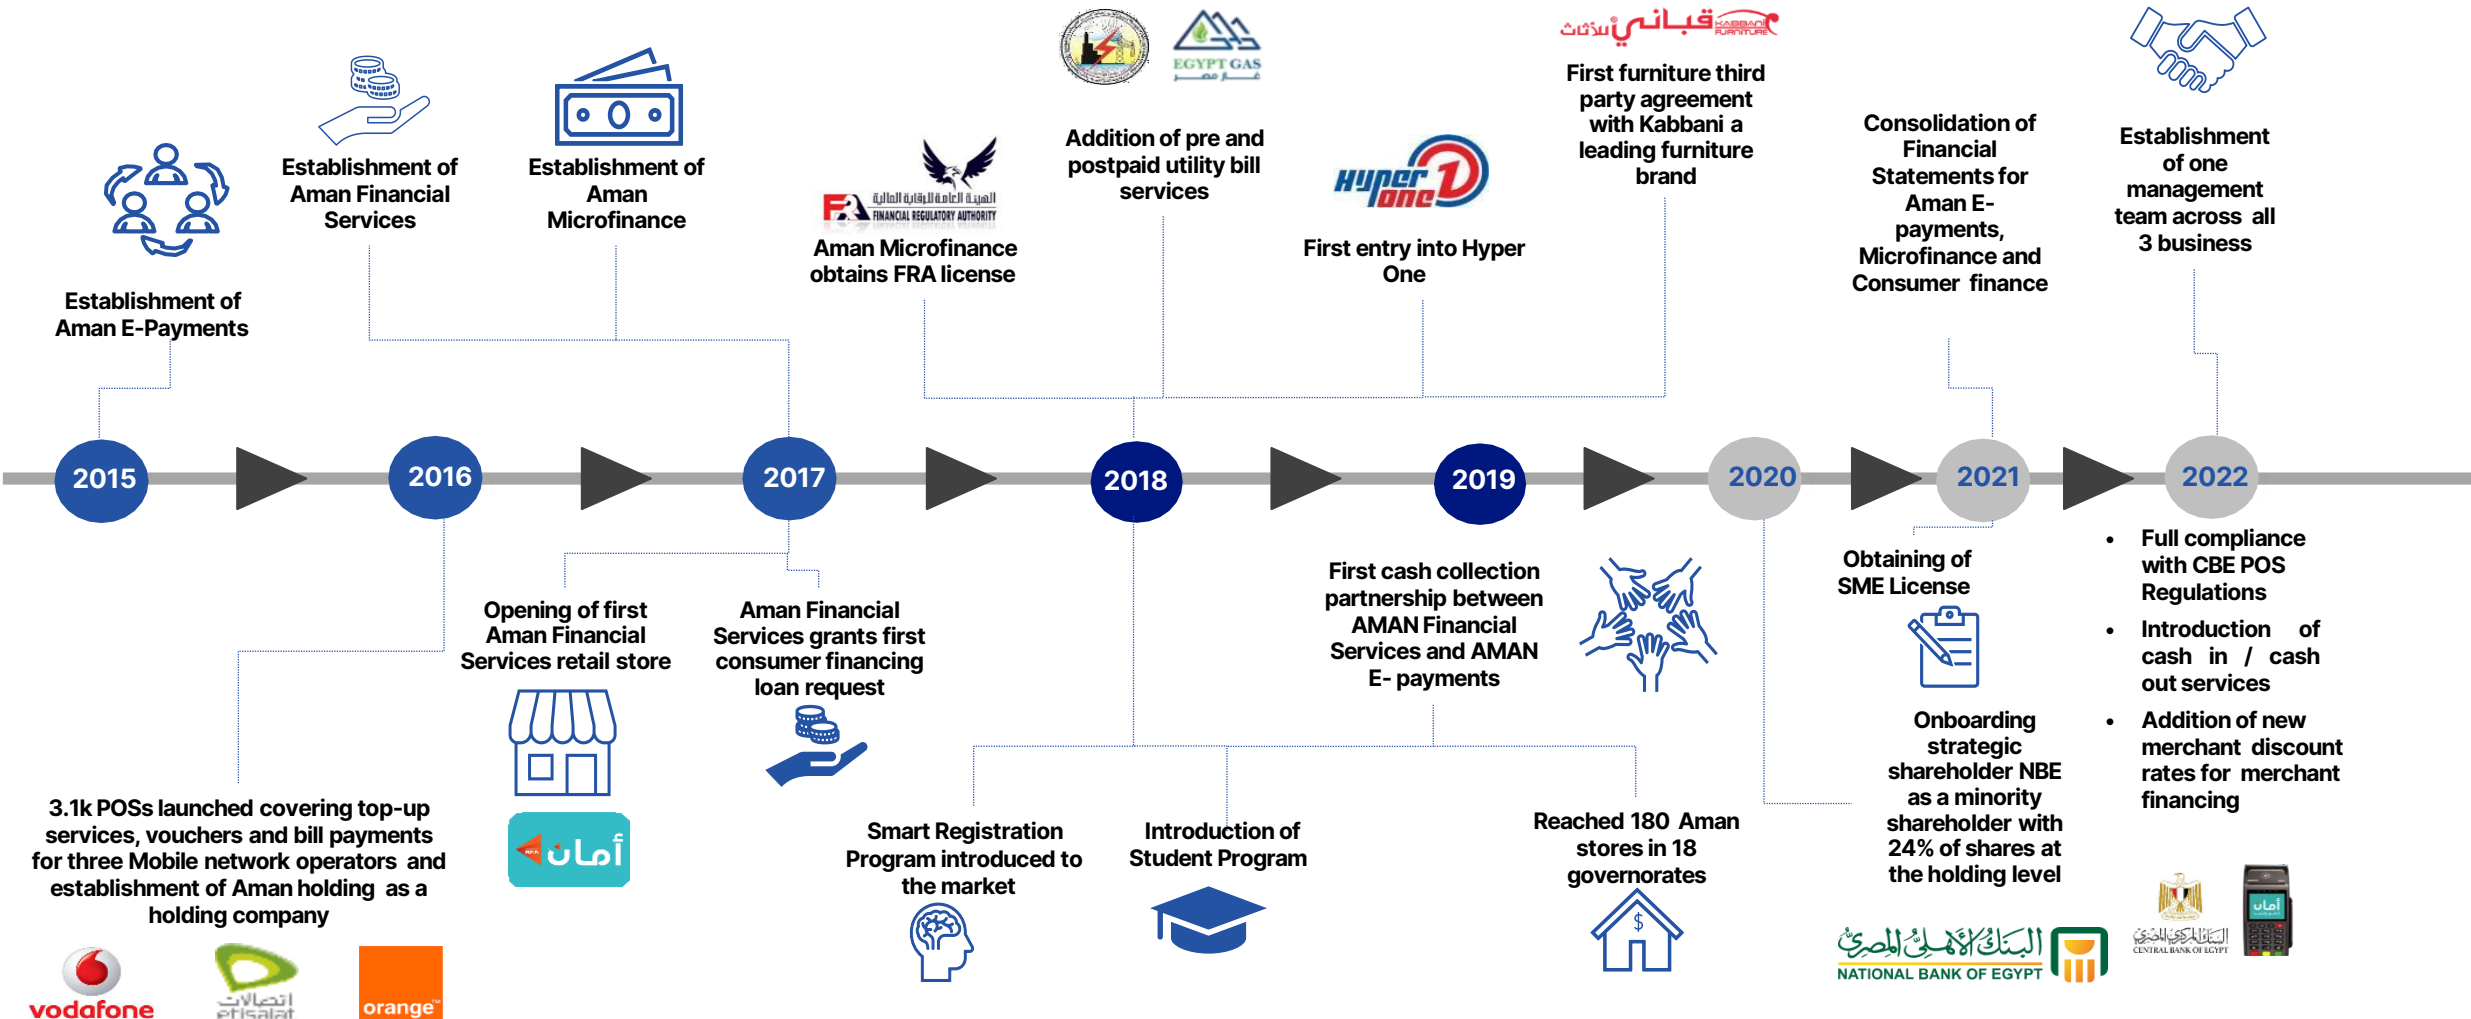 EGYPT GAS
غاز مصر
قباني للأثاث
KABBANI
FURNITURE
First furniture third
party agreement
with Kabbani a
leading furniture
brand
Establishment of
Aman E-Payments
Establishment of
Aman Financial
Services
Establishment of
Aman
Microfinance
FRA
الهيئة العامة للرقابة المالية
FINANCIAL REGULATORY AUTHORITY
Aman Microfinance
obtains FRA license
Addition of pre and
postpaid utility bill
services
HYPER
one
First entry into Hyper
One
Consolidation of
Financial
Statements for
Aman E-
payments,
Microfinance and
Consumer finance
Establishment
of one
management
team across all
3 business
2015
2016
2017
2018
2019
2020
2021
2022
3.1k POSs launched covering top-up
services, vouchers and bill payments
for three Mobile network operators and
establishment of Aman holding as a
holding company
vodafone
اتصالات
etisalat
orange™
Opening of first
Aman Financial
Services retail store
أمان
Aman Financial
Services grants first
consumer financing
loan request
Smart Registration
Program introduced to
the market
Introduction of
Student Program
First cash collection
partnership between
AMAN Financial
Services and AMAN
E- payments
Reached 180 Aman
stores in 18
governorates
$
Obtaining of
SME License
Onboarding
strategic
shareholder NBE
as a minority
shareholder with
24% of shares at
the holding level
البنك الأهلي المصري
NATIONAL BANK OF EGYPT
• Full compliance
with CBE POS
Regulations
• Introduction of
cash in / cash
out services
• Addition of new
merchant discount
rates for merchant
financing
البنك المركزي المصري
CENTRAL BANK OF EGYPT
أمان